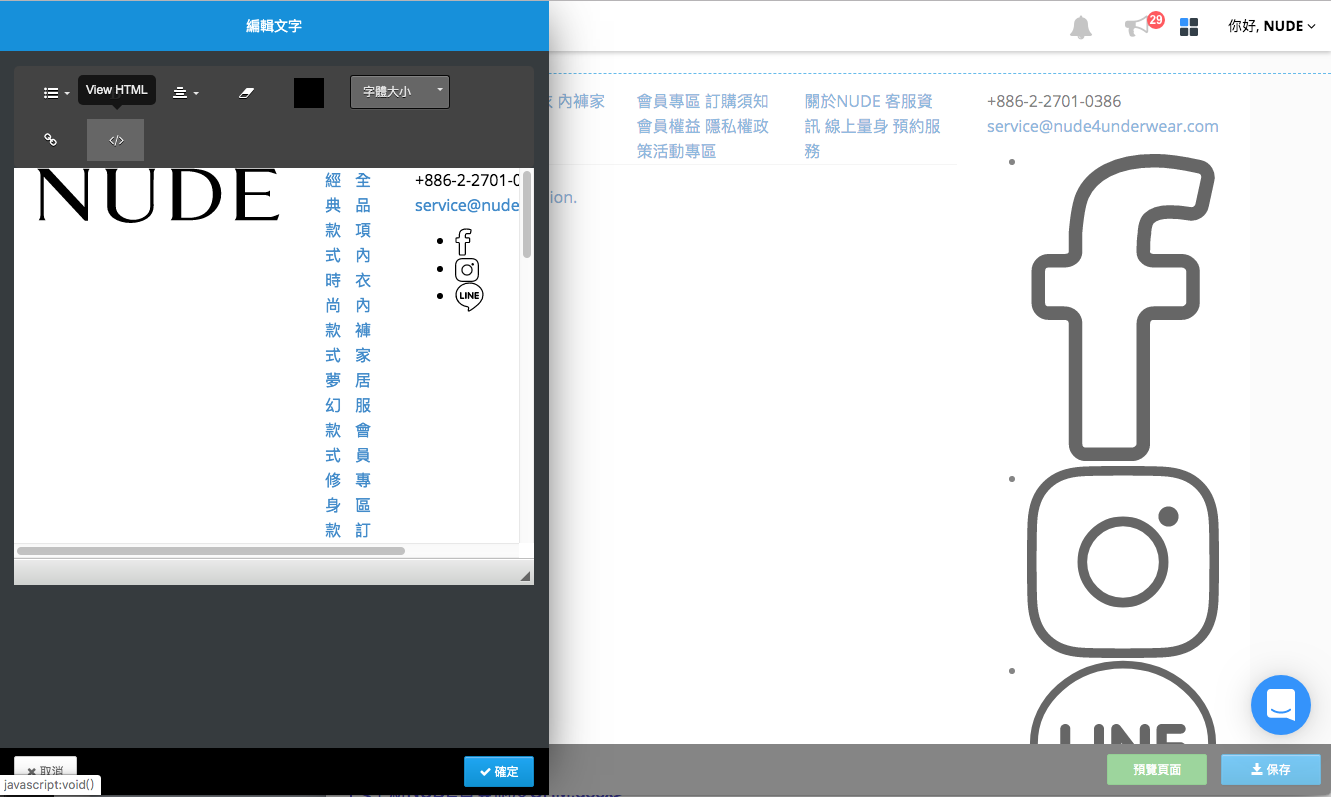 編輯文字
29
你好, NUDE
View HTML
字體大小
內褲家
會員專區 訂購須知
會員權益 隱私權政
策活動專區
關於NUDE 客服資
訊 線上量身 預約服
務
+886-2-2701-0386
service@nude4underwear.com
ion.
NUDE
經 全
典 品
款 項
式 內
時 衣
尚 內
款 褲
式 家
夢 居
幻 服
款 會
式 員
修 專
身 區
款 訂
+886-2-2701-0
service@nude
LINE
LINE
取消
確定
javascript:void()
預覽頁面
保存